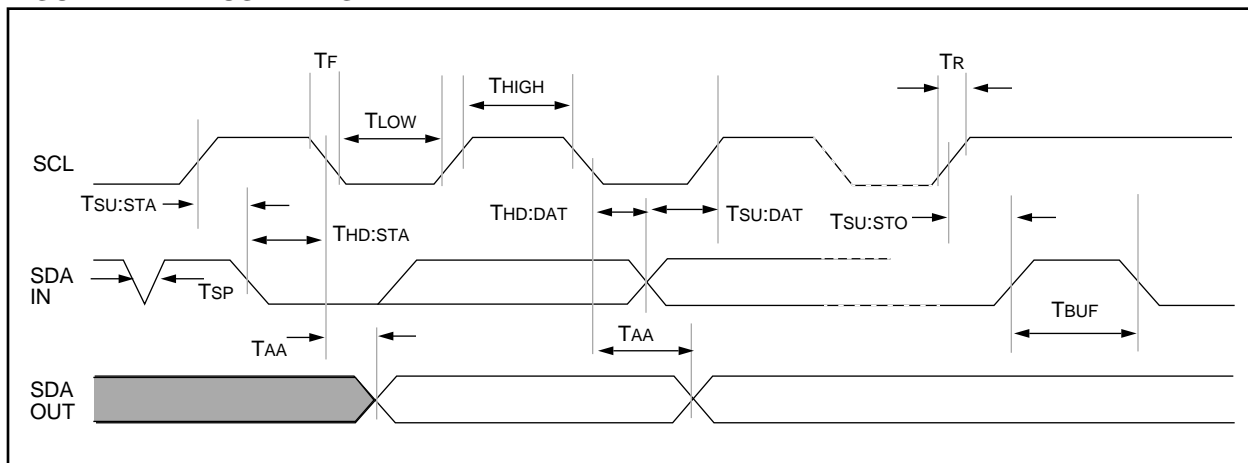 TF
TR
THIGH
TLOW
SCL
TSU:STA
THD:DAT
TSU:DAT
TSU:STO
THD:STA
SDA
IN
TSP
TBUF
TAA
TAA
SDA
OUT